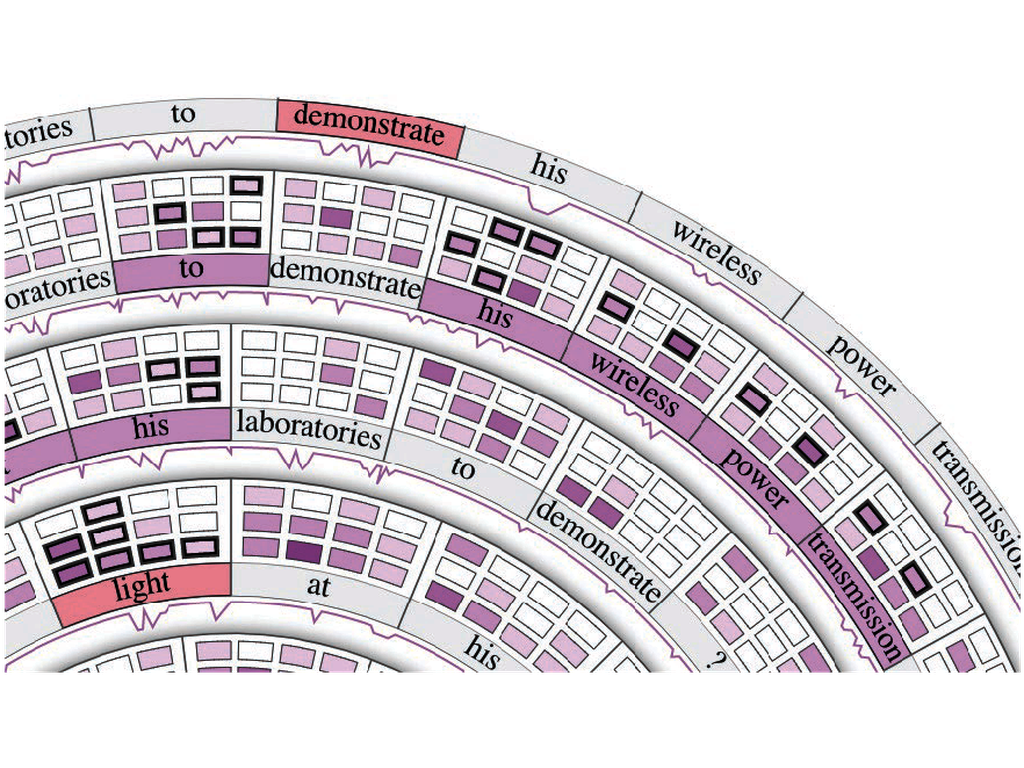 tories to demonstrate his wireless power transmissio
oratories to demonstrate his wireless power transmission
his laboratories to demonstrate ?
light at his